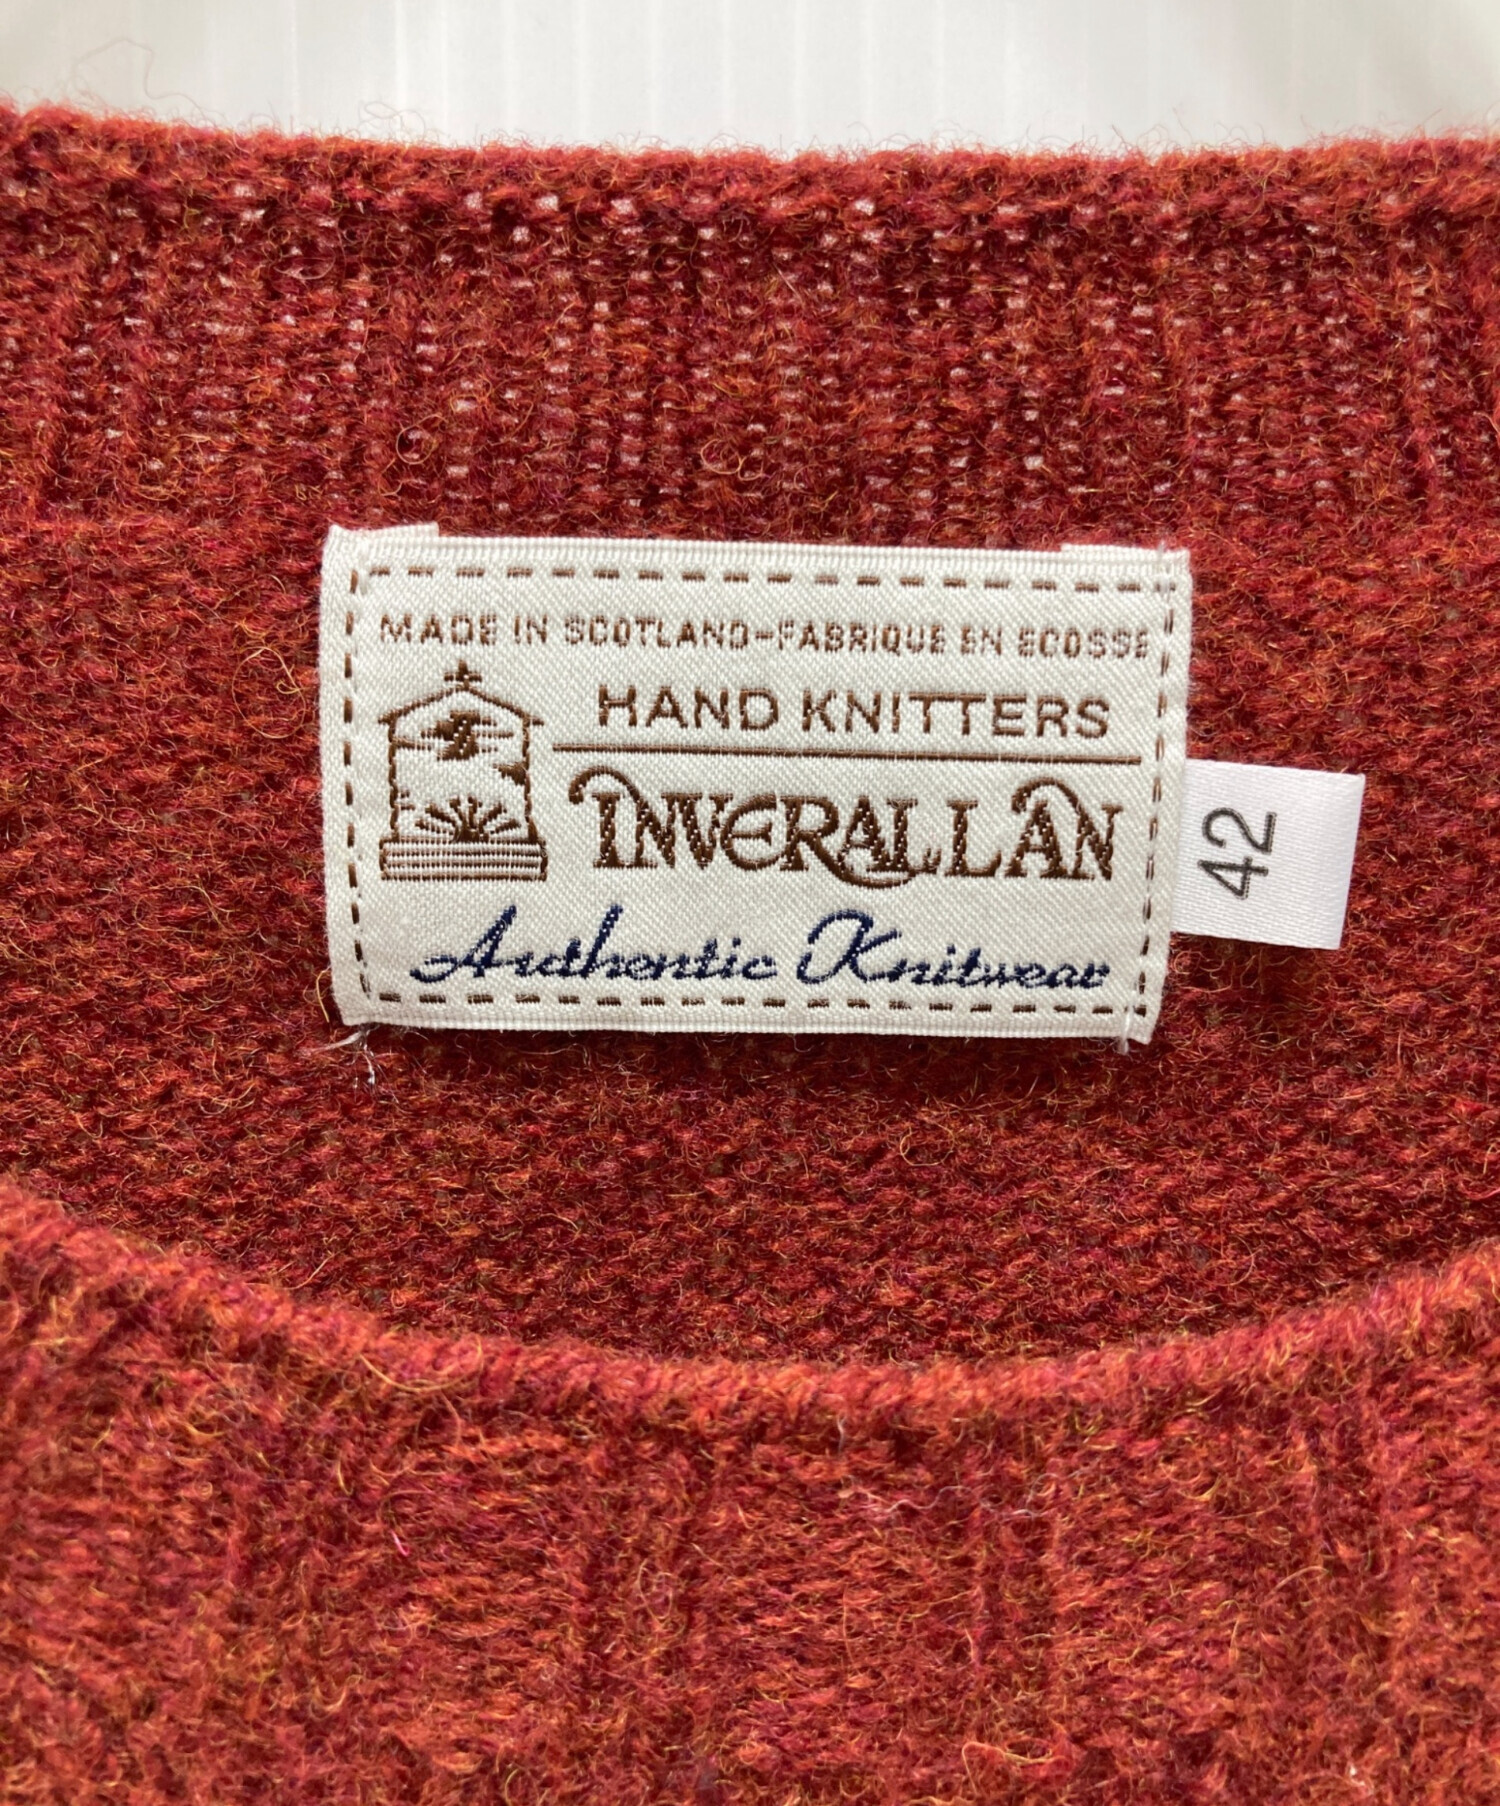 MADE IN SCOTLAND-FABRIQUE EN ECOSSE
HAND KNITTERS
INVERALLAN
Authentic Knitwear
42